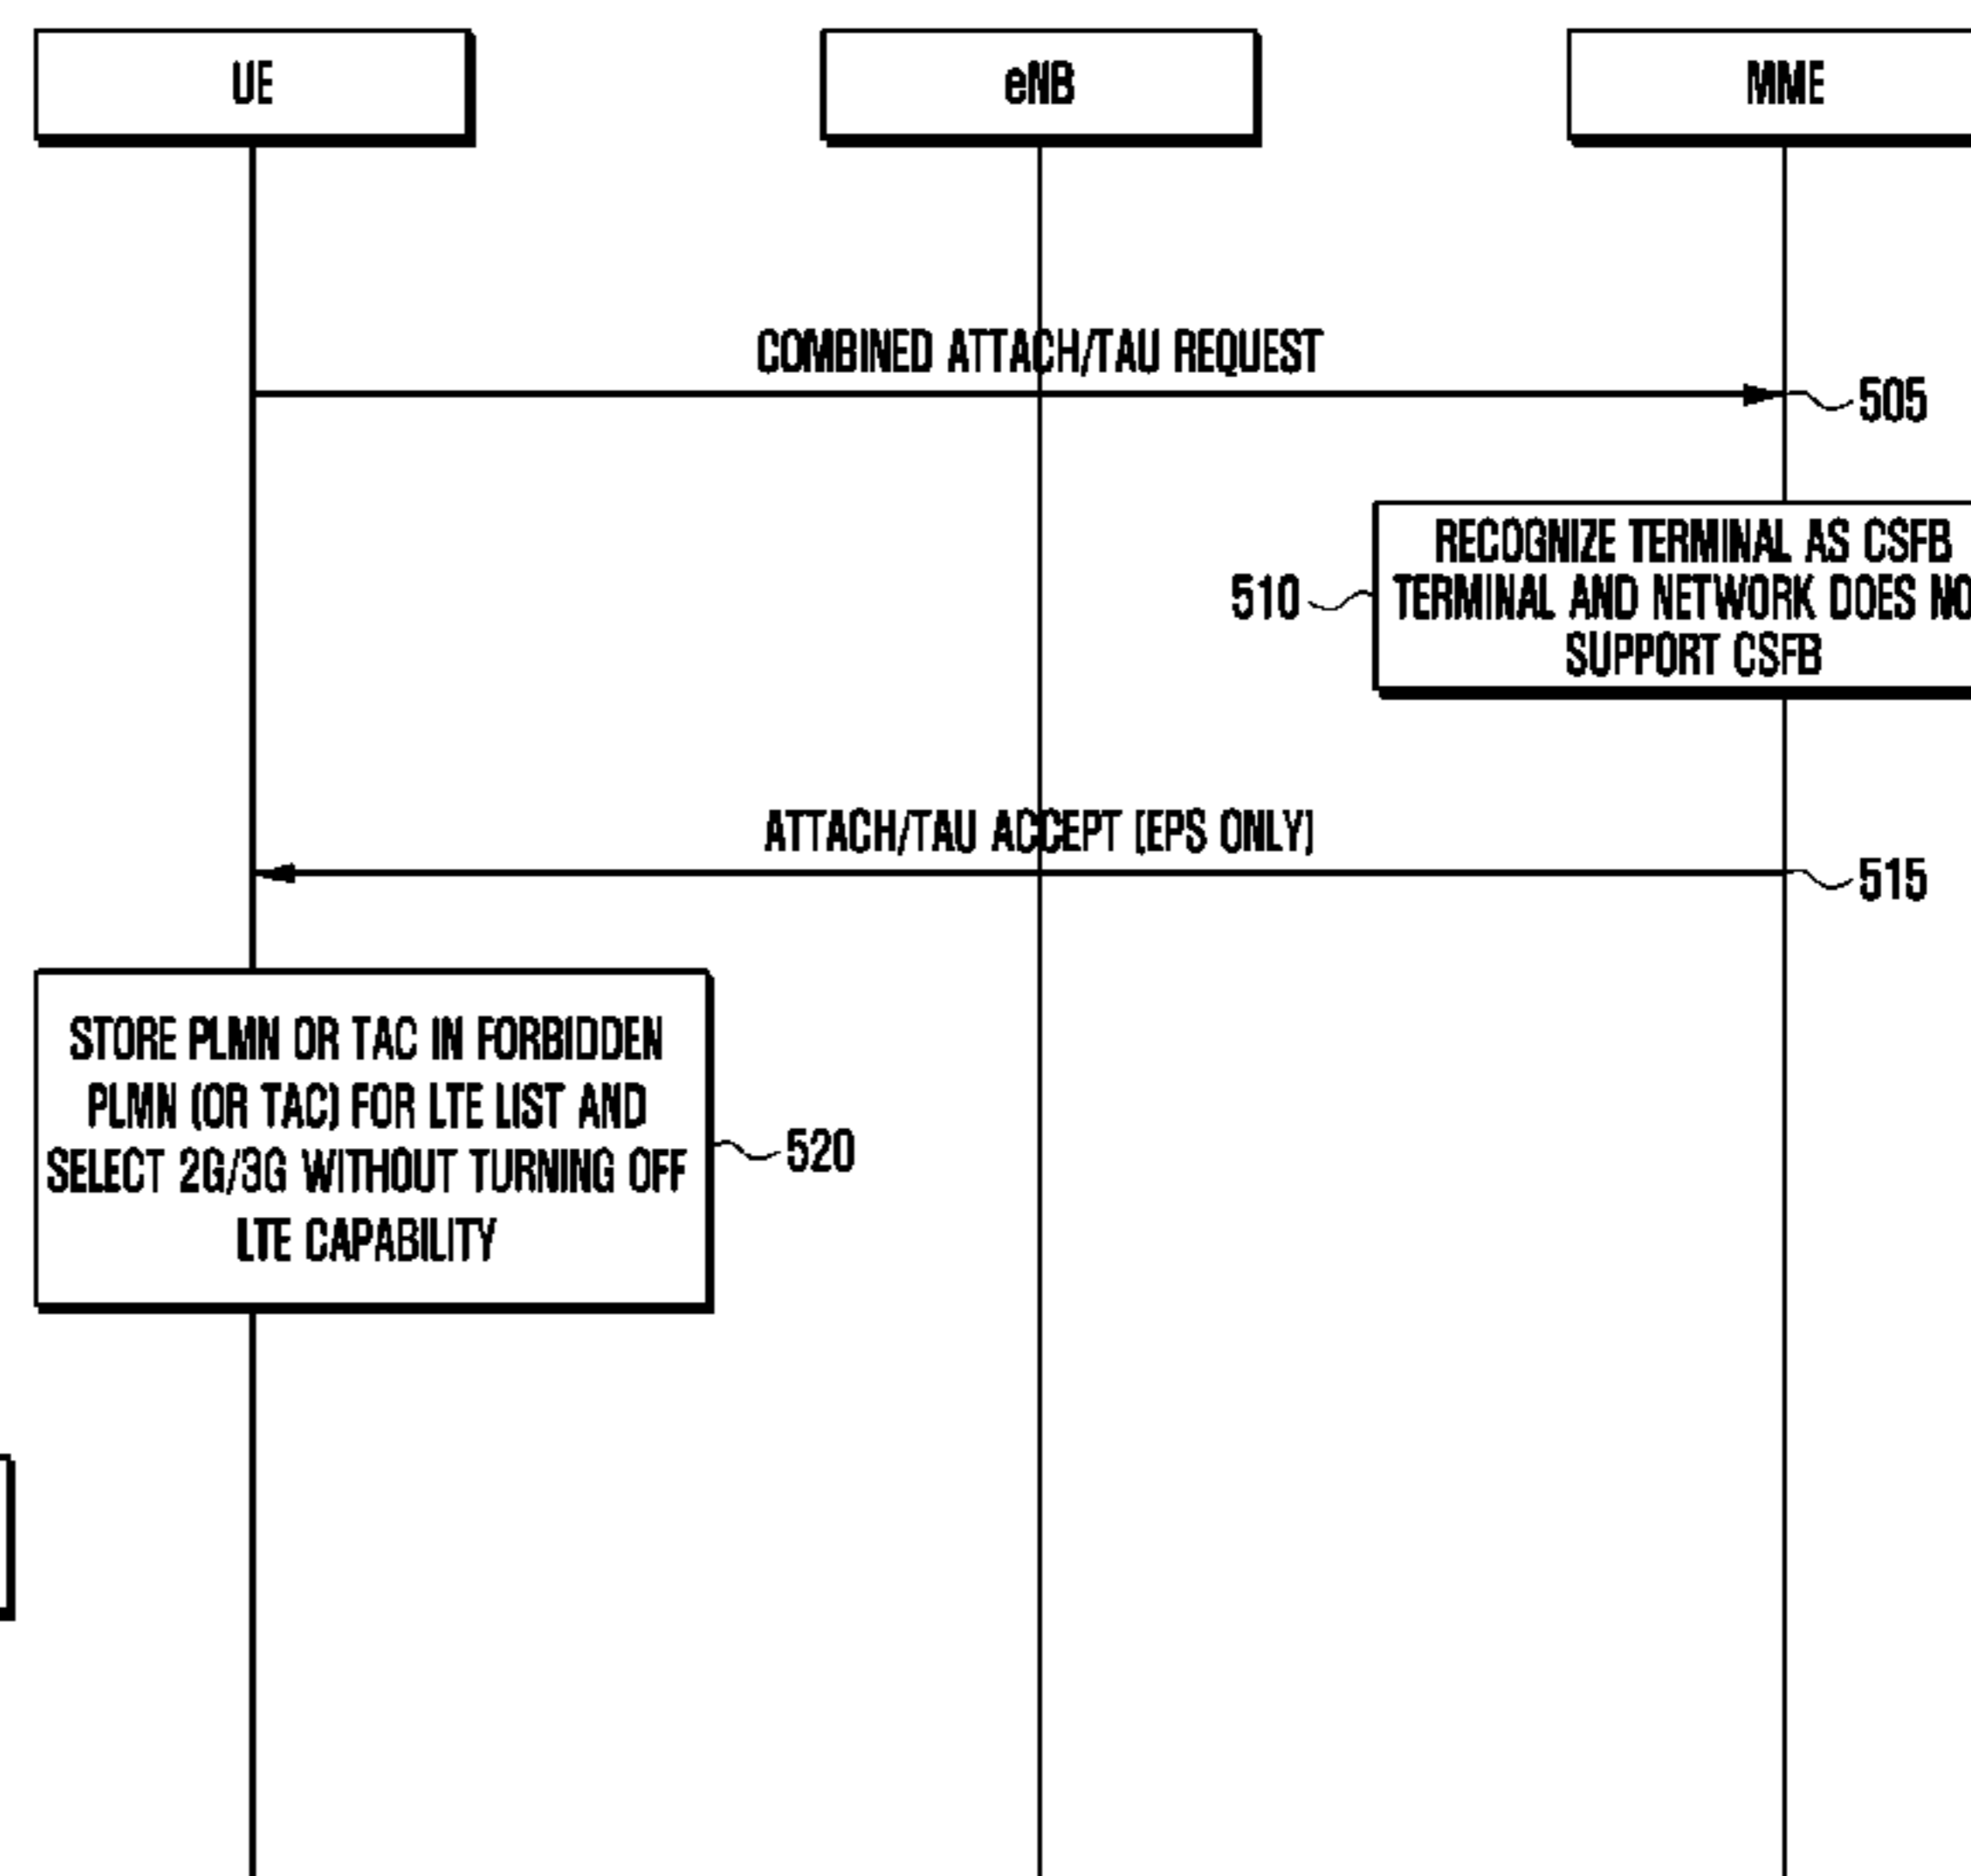 UE
eNB
MME
COMBINED ATTACH/TAU REQUEST
505
RECOGNIZE TERMINAL AS CSFB
510
TERMINAL AND NETWORK DOES
SUPPORT CSFB
ATTACH/TAU ACCEPT (EPS ONLY)
515
STORE PLMN OR TAC IN FORBIDDEN
PLMN (OR TAC) FOR LTE LIST AND
SELECT 2G/3G WITHOUT TURNING OFF
LTE CAPABILITY
520